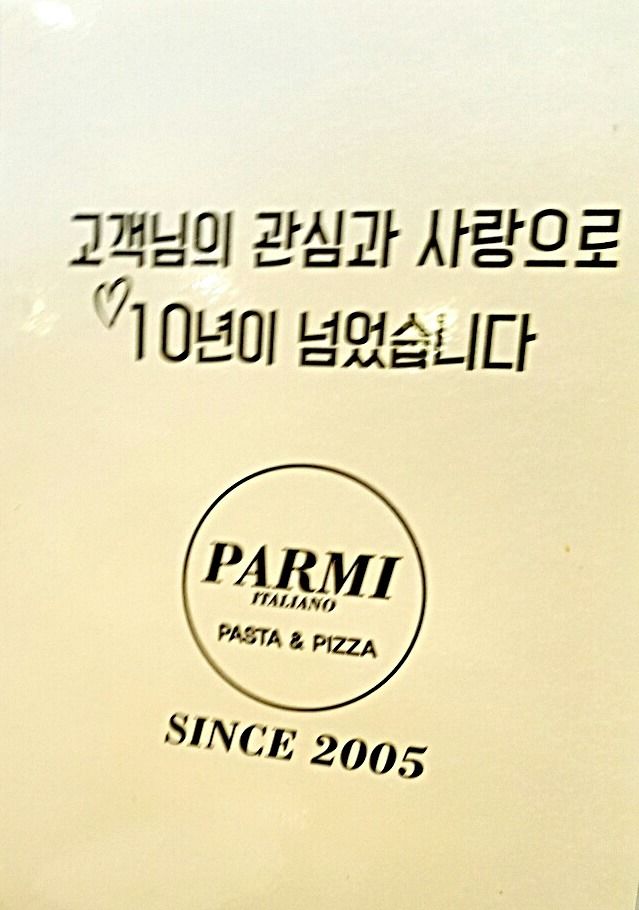 고객님의 관심과 사랑으로
♡10년이 넘었습니다
PARMI
ITALIANO
PASTA & PIZZA
SINCE 2005